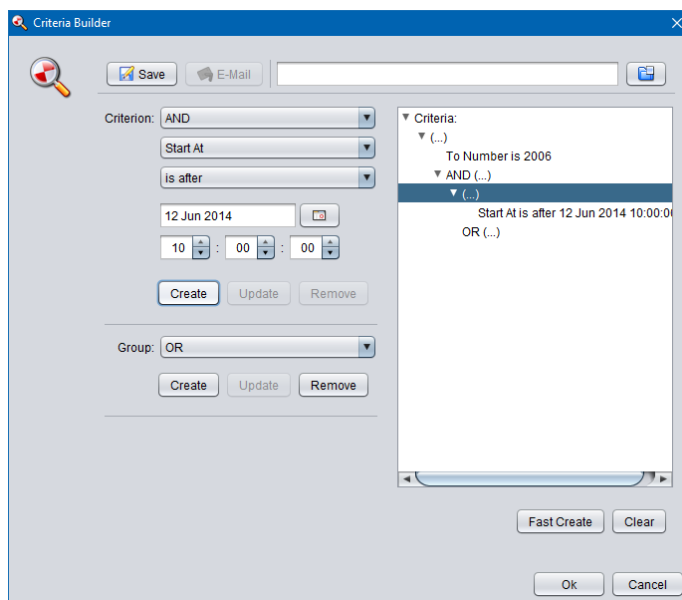 Criteria Builder
Save E-Mail
Criterion: AND
Start At
is after
12 Jun 2014
10 : 00 : 00
Create Update Remove
Group: OR
Create Update Remove
Criteria:
(...)
To Number is 2006
AND (...)
(...)
Start At is after 12 Jun 2014 10:00:0
OR (...)
Fast Create Clear
Ok Cancel